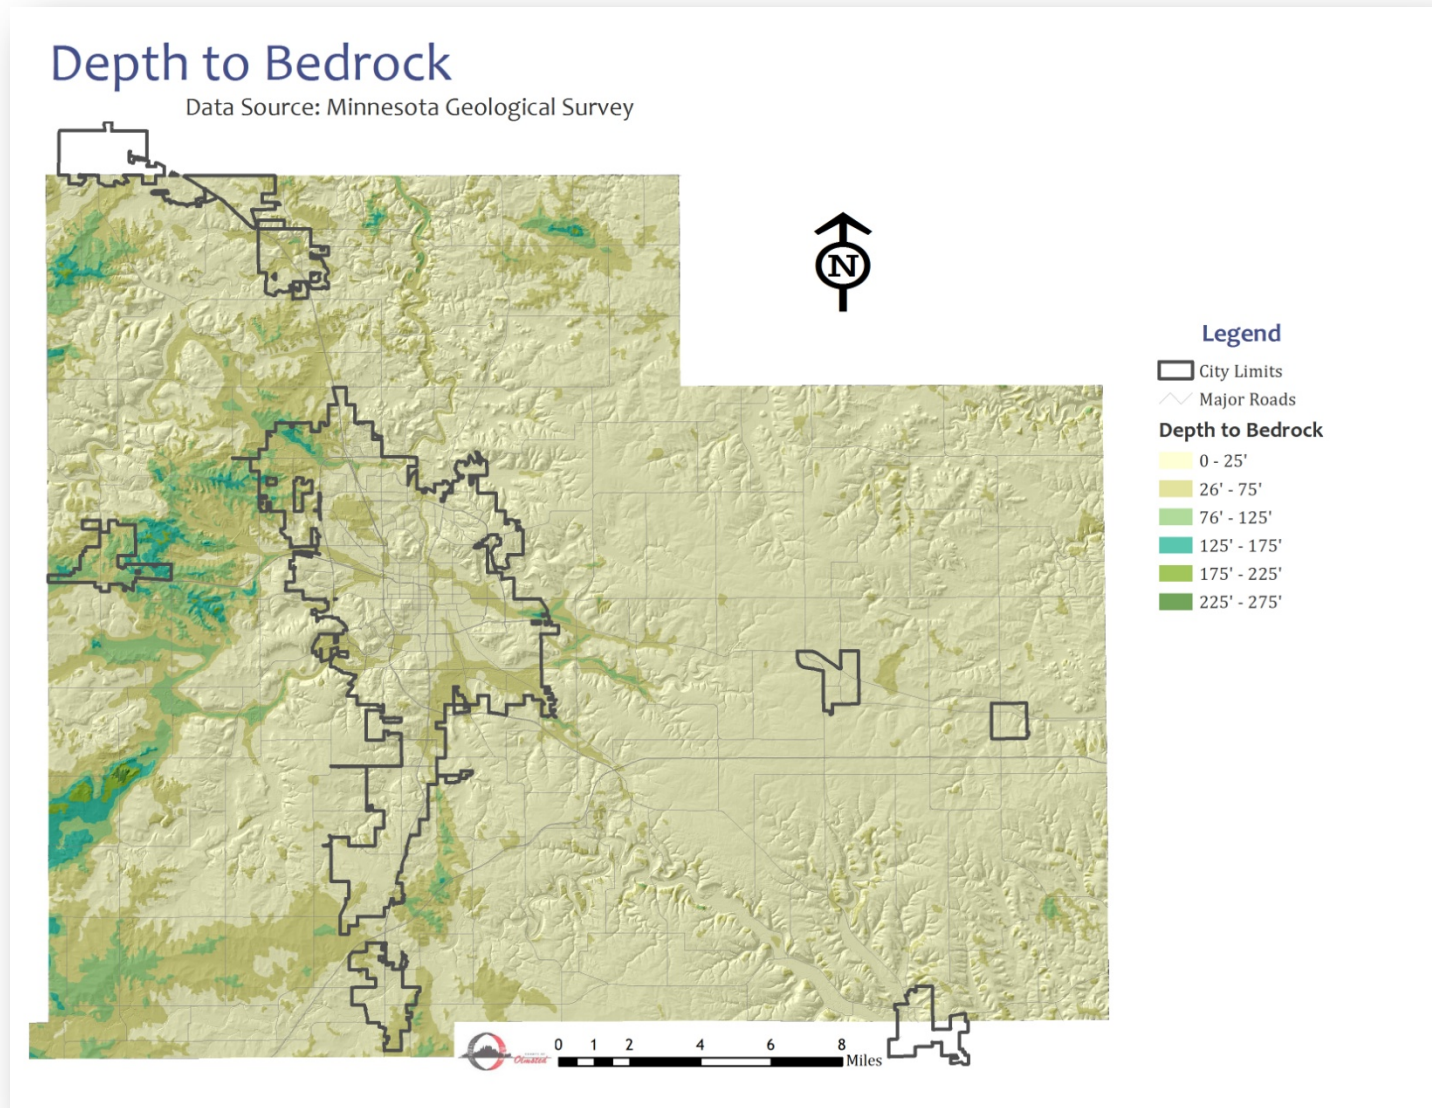 Depth to Bedrock
Data Source: Minnesota Geological Survey
N
Legend
City Limits
Major Roads
Depth to Bedrock
0 - 25'
26' - 75'
76' - 125'
125' - 175'
175' - 225'
225' - 275'
Olmsted
0 1 2 4 6 8
Miles